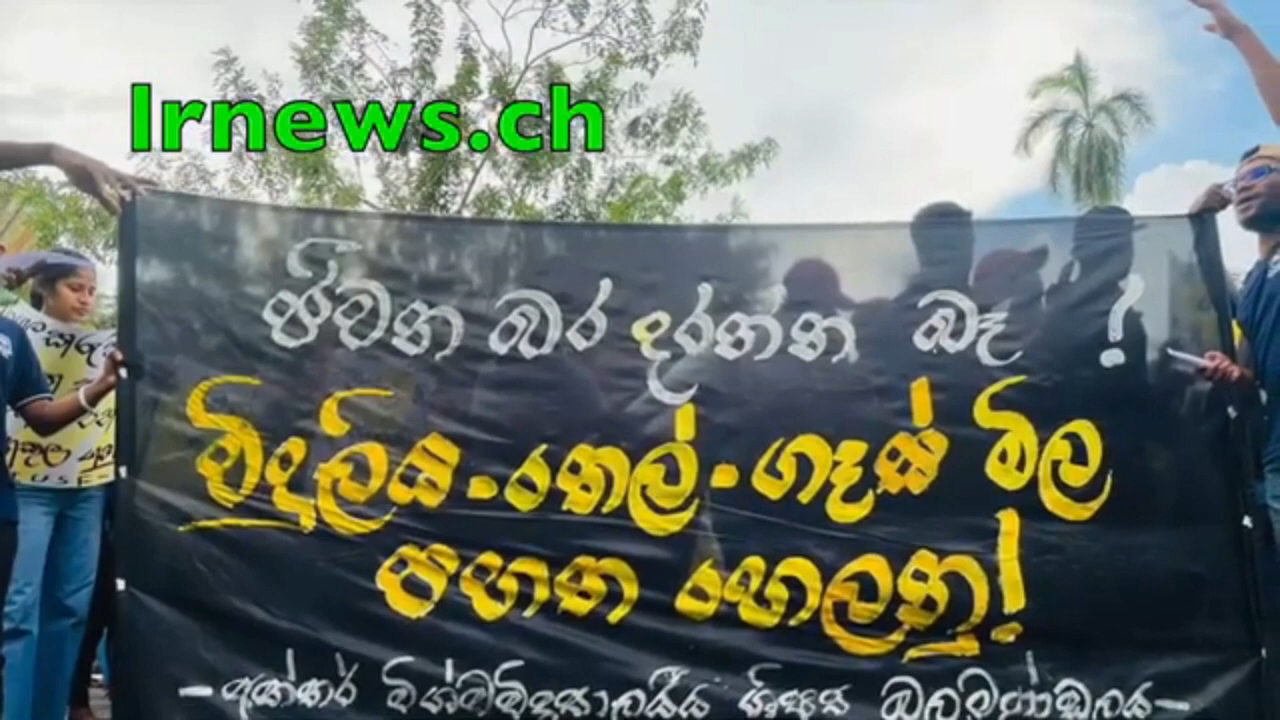 lrnews.ch
ජීවන බර දරන්න බෑ !
විදුලිය - තෙල් - ගෑස් මිල
පහත හෙලනු!
- අන්තර් විශ්වවිද්‍යාලයීය ශිෂ්‍ය බලමණ්ඩලය -